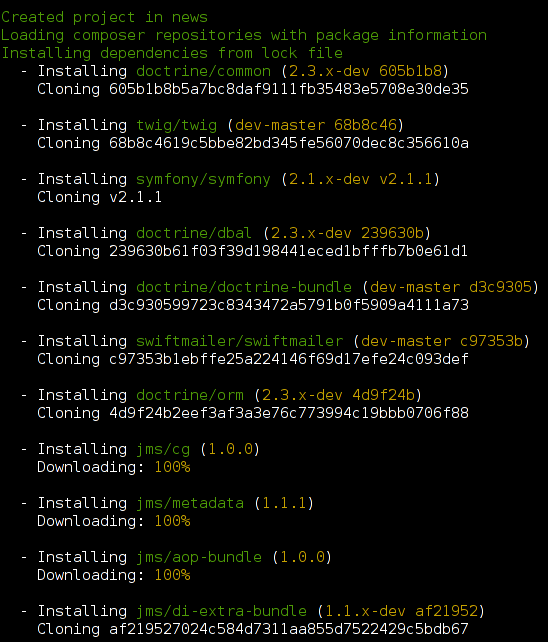 Created project in news
Loading composer repositories with package information
Installing dependencies from lock file
- Installing doctrine/common (2.3.x-dev 605b1b8)
Cloning 605b1b8b5a7bc8daf9111fb35483e5708e30de35
- Installing twig/twig (dev-master 68b8c46)
Cloning 68b8c4619c5bbe82bd345fe56070dec8c356610a
- Installing symfony/symfony (2.1.x-dev v2.1.1)
Cloning v2.1.1
- Installing doctrine/dbal (2.3.x-dev 239630b)
Cloning 239630b61f03f39d198441eced1bfffb7b0e61d1
- Installing doctrine/doctrine-bundle (dev-master d3c9305)
Cloning d3c930599723c8343472a5791b0f5909a4111a73
- Installing swiftmailer/swiftmailer (dev-master c97353b)
Cloning c97353b1ebffe25a224146f69d17efe24c093def
- Installing doctrine/orm (2.3.x-dev 4d9f24b)
Cloning 4d9f24b2eef3af3a3e76c773994c19bbb0706f88
- Installing jms/cg (1.0.0)
Downloading: 100%
- Installing jms/metadata (1.1.1)
Downloading: 100%
- Installing jms/aop-bundle (1.0.0)
Downloading: 100%
- Installing jms/di-extra-bundle (1.1.x-dev af21952)
Cloning af219527024c584d7311aa855d7522429c5bdb67